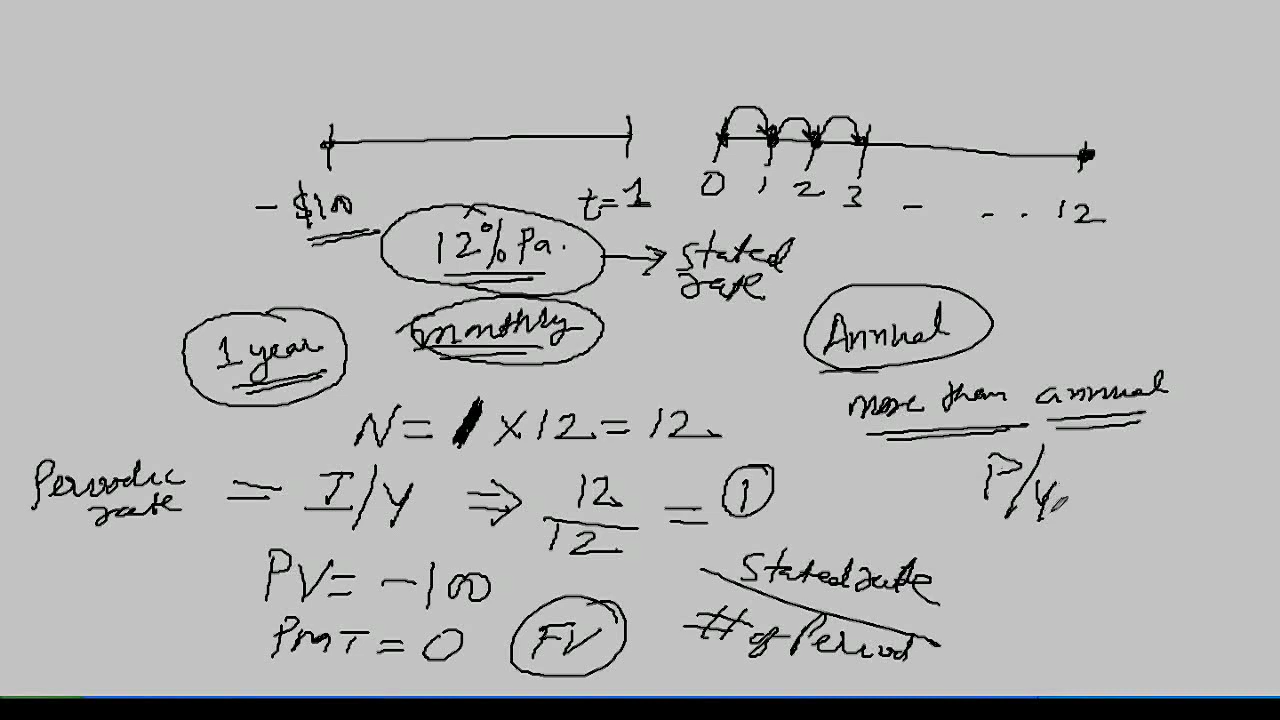 0 1 2 3 - - . . 12
- $100 t=1
12% Pa. → Stated rate
1 year monthly Annual
more than annual
N = 1 × 12 = 12
P/Y
Periodic rate = I/Y ⇒ 12/12 = 1
PV = -100
Stated rate
# of Period
PMT = 0 FV